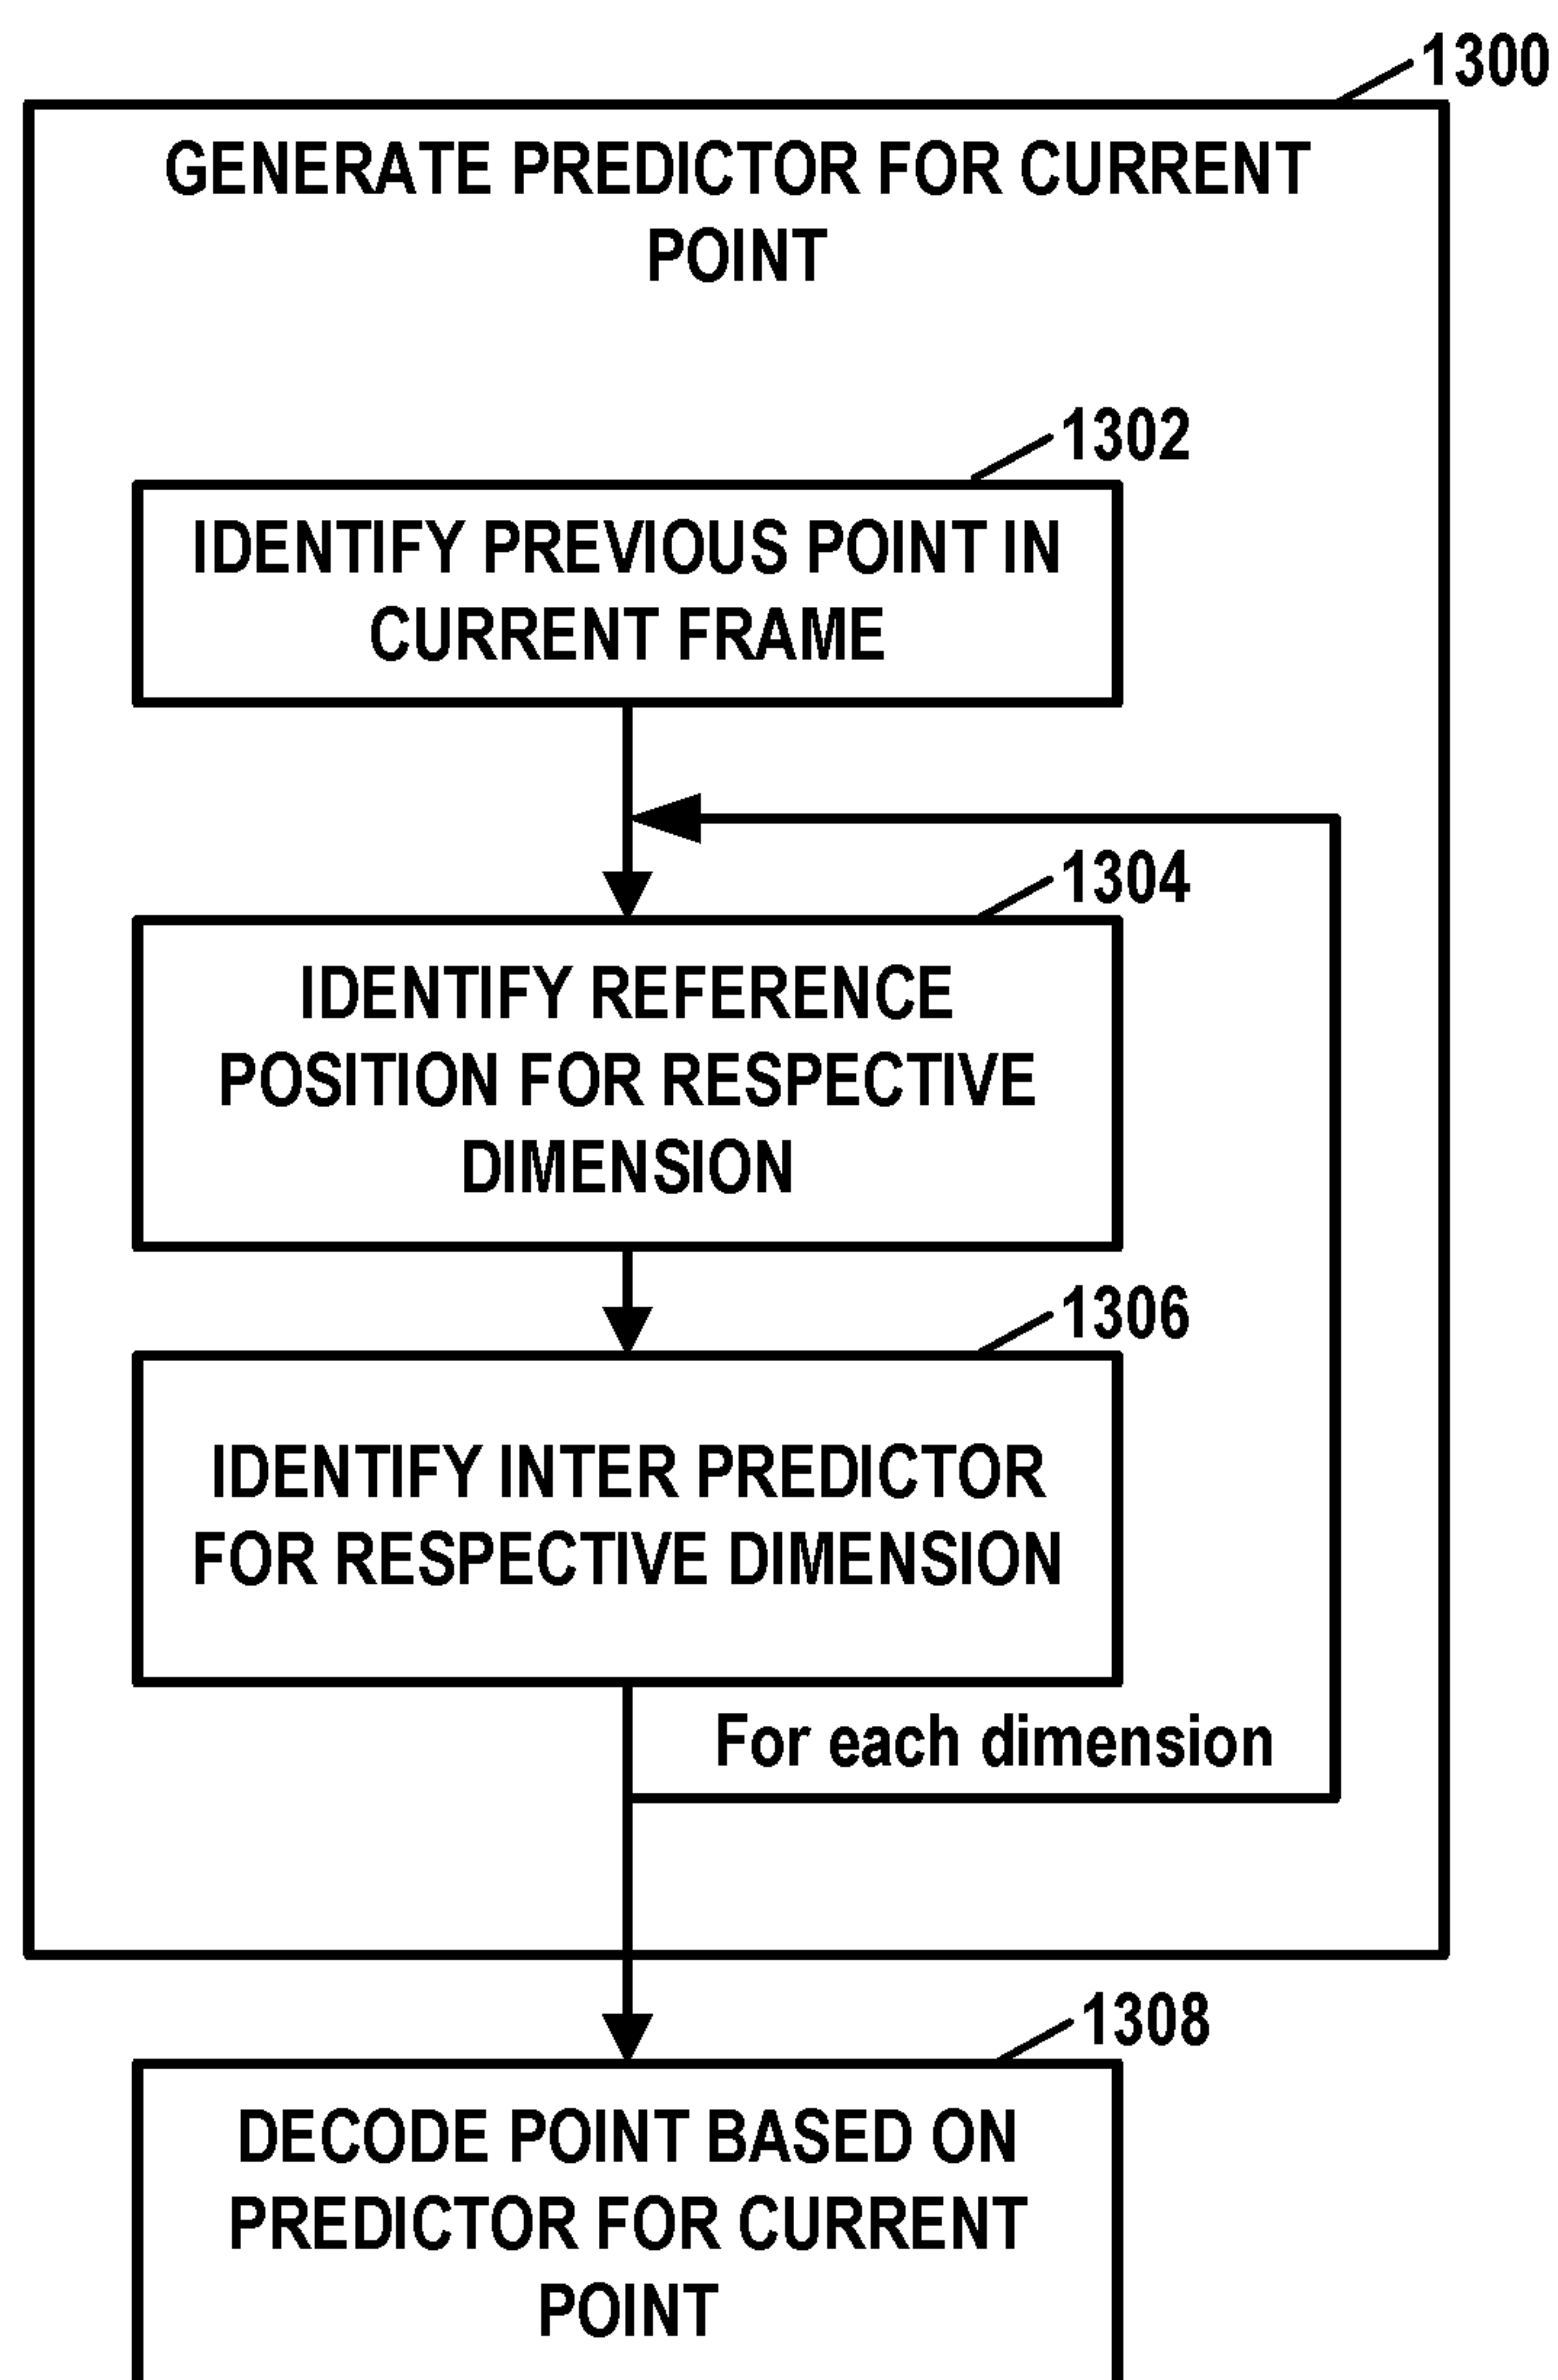 1300
GENERATE PREDICTOR FOR CURRENT
POINT
1302
IDENTIFY PREVIOUS POINT IN
CURRENT FRAME
1304
IDENTIFY REFERENCE
POSITION FOR RESPECTIVE
DIMENSION
1306
IDENTIFY INTER PREDICTOR
FOR RESPECTIVE DIMENSION
For each dimension
1308
DECODE POINT BASED ON
PREDICTOR FOR CURRENT
POINT